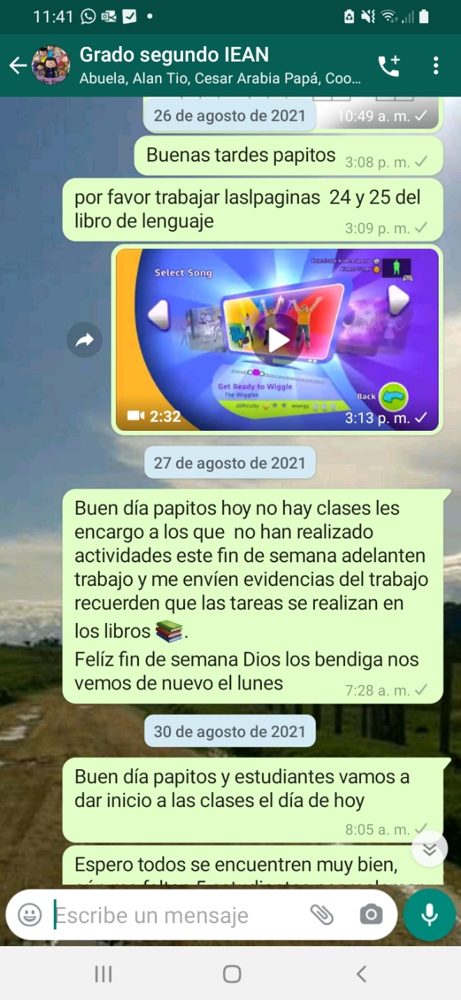 11:41
Grado segundo IEAN
Abuela, Alan Tio, Cesar Arabia Papá, Coo...
26 de agosto de 2021
10:49 a. m.
Buenas tardes papitos
3:08 p. m.
por favor trabajar laslpaginas 24 y 25 del
libro de lenguaje
3:09 p. m.
Select Song
Get Ready to Wiggle
The Wiggles
difficulty
energy
Back
2:32
3:13 p. m.
27 de agosto de 2021
Buen día papitos hoy no hay clases les
encargo a los que no han realizado
actividades este fin de semana adelanten
trabajo y me envíen evidencias del trabajo
recuerden que las tareas se realizan en
los libros 📚.
Felíz fin de semana Dios los bendiga nos
vemos de nuevo el lunes
7:28 a. m.
30 de agosto de 2021
Buen día papitos y estudiantes vamos a
dar inicio a las clases el día de hoy
8:05 a. m.
Espero todos se encuentren muy bien,
Escribe un mensaje